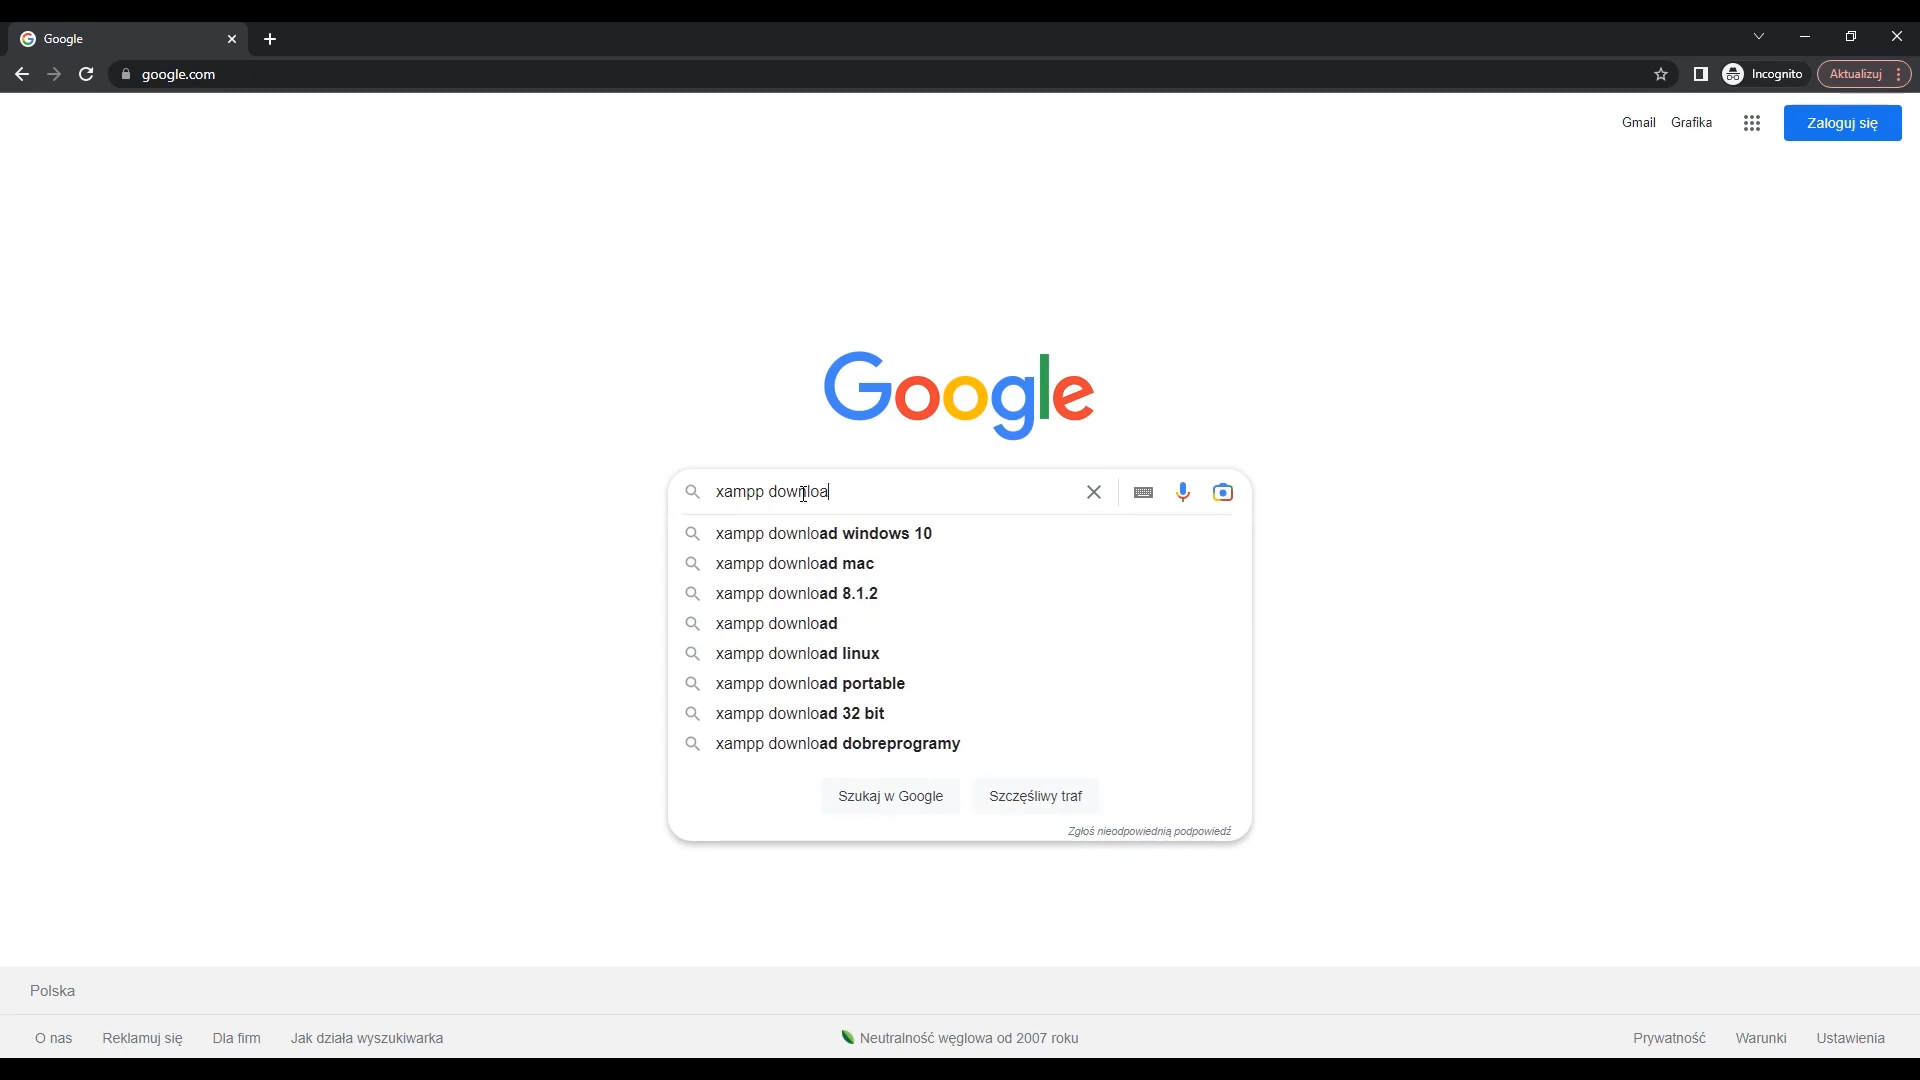 Google
google.com
Incognito
Aktualizuj
Gmail Grafika
Zaloguj się
Google
xampp downloa
xampp download windows 10
xampp download mac
xampp download 8.1.2
xampp download
xampp download linux
xampp download portable
xampp download 32 bit
xampp download dobreprogramy
Szukaj w Google Szczęśliwy traf
Zgłoś nieodpowiednią podpowiedź
Polska
O nas Reklamuj się Dla firm Jak działa wyszukiwarka Neutralność węglowa od 2007 roku Prywatność Warunki Ustawienia